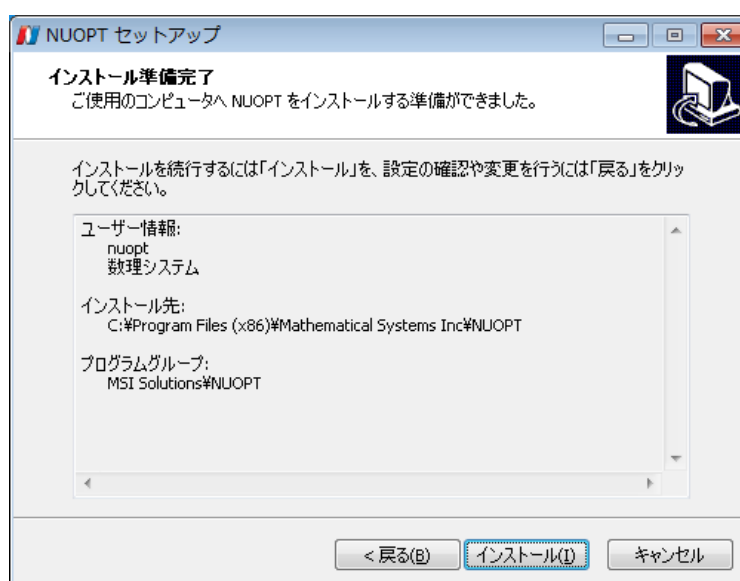 NUOPT セットアップ
インストール準備完了
ご使用のコンピュータへ NUOPT をインストールする準備ができました。
インストールを続行するには「インストール」を、設定の確認や変更を行うには「戻る」をクリッ
クしてください。
ユーザー情報:
nuopt
数理システム
インストール先:
C:¥Program Files (x86)¥Mathematical Systems Inc¥NUOPT
プログラムグループ:
MSI Solutions¥NUOPT
< 戻る(B) インストール(I) キャンセル